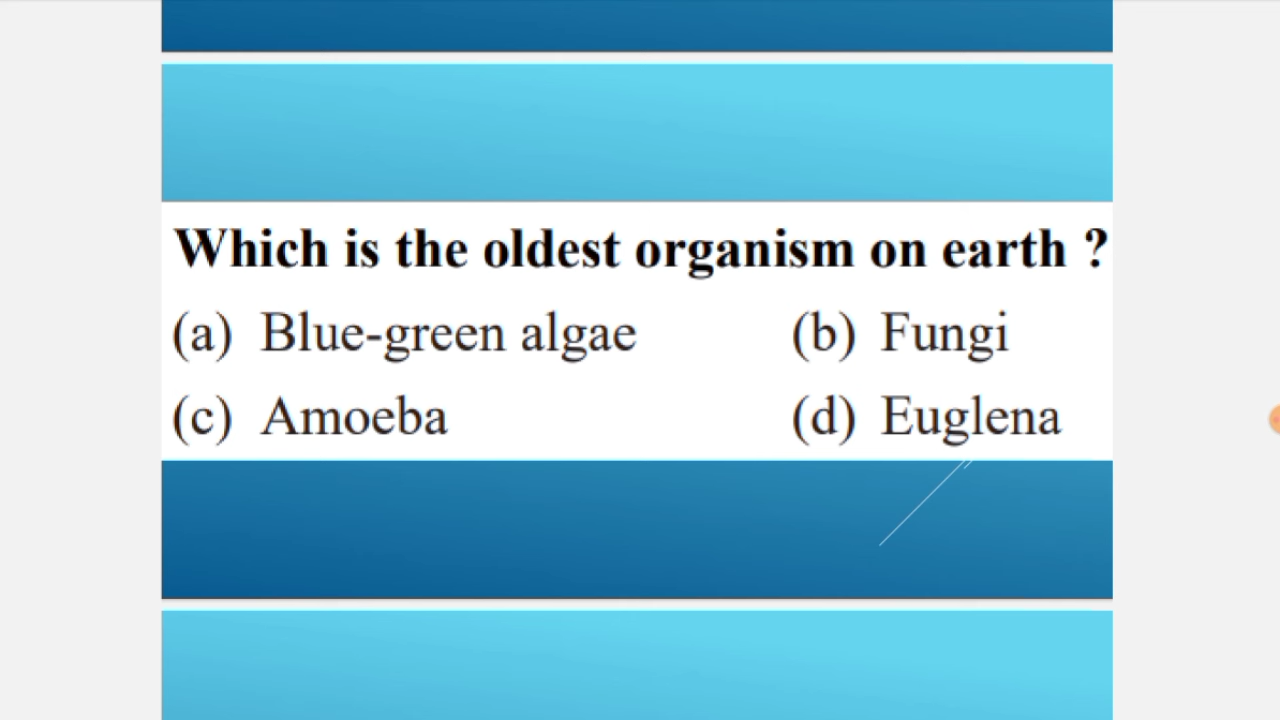 Which is the oldest organism on earth ?
(a) Blue-green algae (b) Fungi
(c) Amoeba (d) Euglena